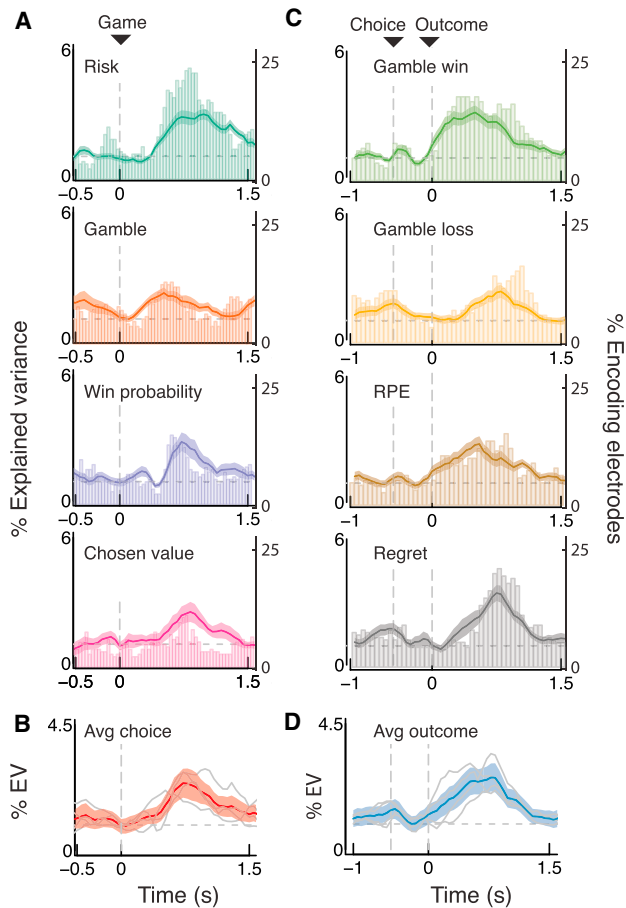 A
Game
C
Choice
Outcome
6
Risk
25
0
0
−0.5
0
1.5
6
Gamble win
25
0
0
−1
0
1.5
6
Gamble
25
0
0
−0.5
0
1.5
6
Gamble loss
25
0
0
−1
0
1.5
% Explained variance
% Encoding electrodes
6
Win probability
25
0
0
−0.5
0
1.5
6
RPE
25
0
0
−1
0
1.5
6
Chosen value
25
0
0
−0.5
0
1.5
6
Regret
25
0
0
−1
0
1.5
B
4.5
Avg choice
% EV
0
−0.5
0
1.5
Time (s)
D
4.5
Avg outcome
% EV
0
−1
0
1.5
Time (s)